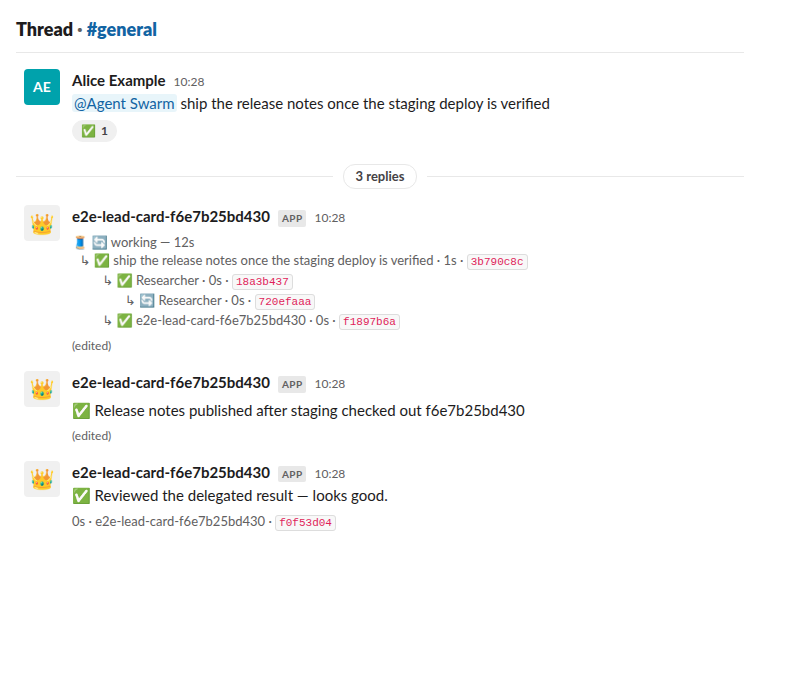 Thread • #general
AE
Alice Example 10:28
@Agent Swarm ship the release notes once the staging deploy is verified
✅ 1
3 replies
e2e-lead-card-f6e7b25bd430 APP 10:28
🧵 🔄 working — 12s
↳ ✅ ship the release notes once the staging deploy is verified · 1s · 3b790c8c
↳ ✅ Researcher · 0s · 18a3b437
↳ 🔄 Researcher · 0s · 720efaaa
↳ ✅ e2e-lead-card-f6e7b25bd430 · 0s · f1897b6a
(edited)
e2e-lead-card-f6e7b25bd430 APP 10:28
✅ Release notes published after staging checked out f6e7b25bd430
(edited)
e2e-lead-card-f6e7b25bd430 APP 10:28
✅ Reviewed the delegated result — looks good.
0s · e2e-lead-card-f6e7b25bd430 · f0f53d04